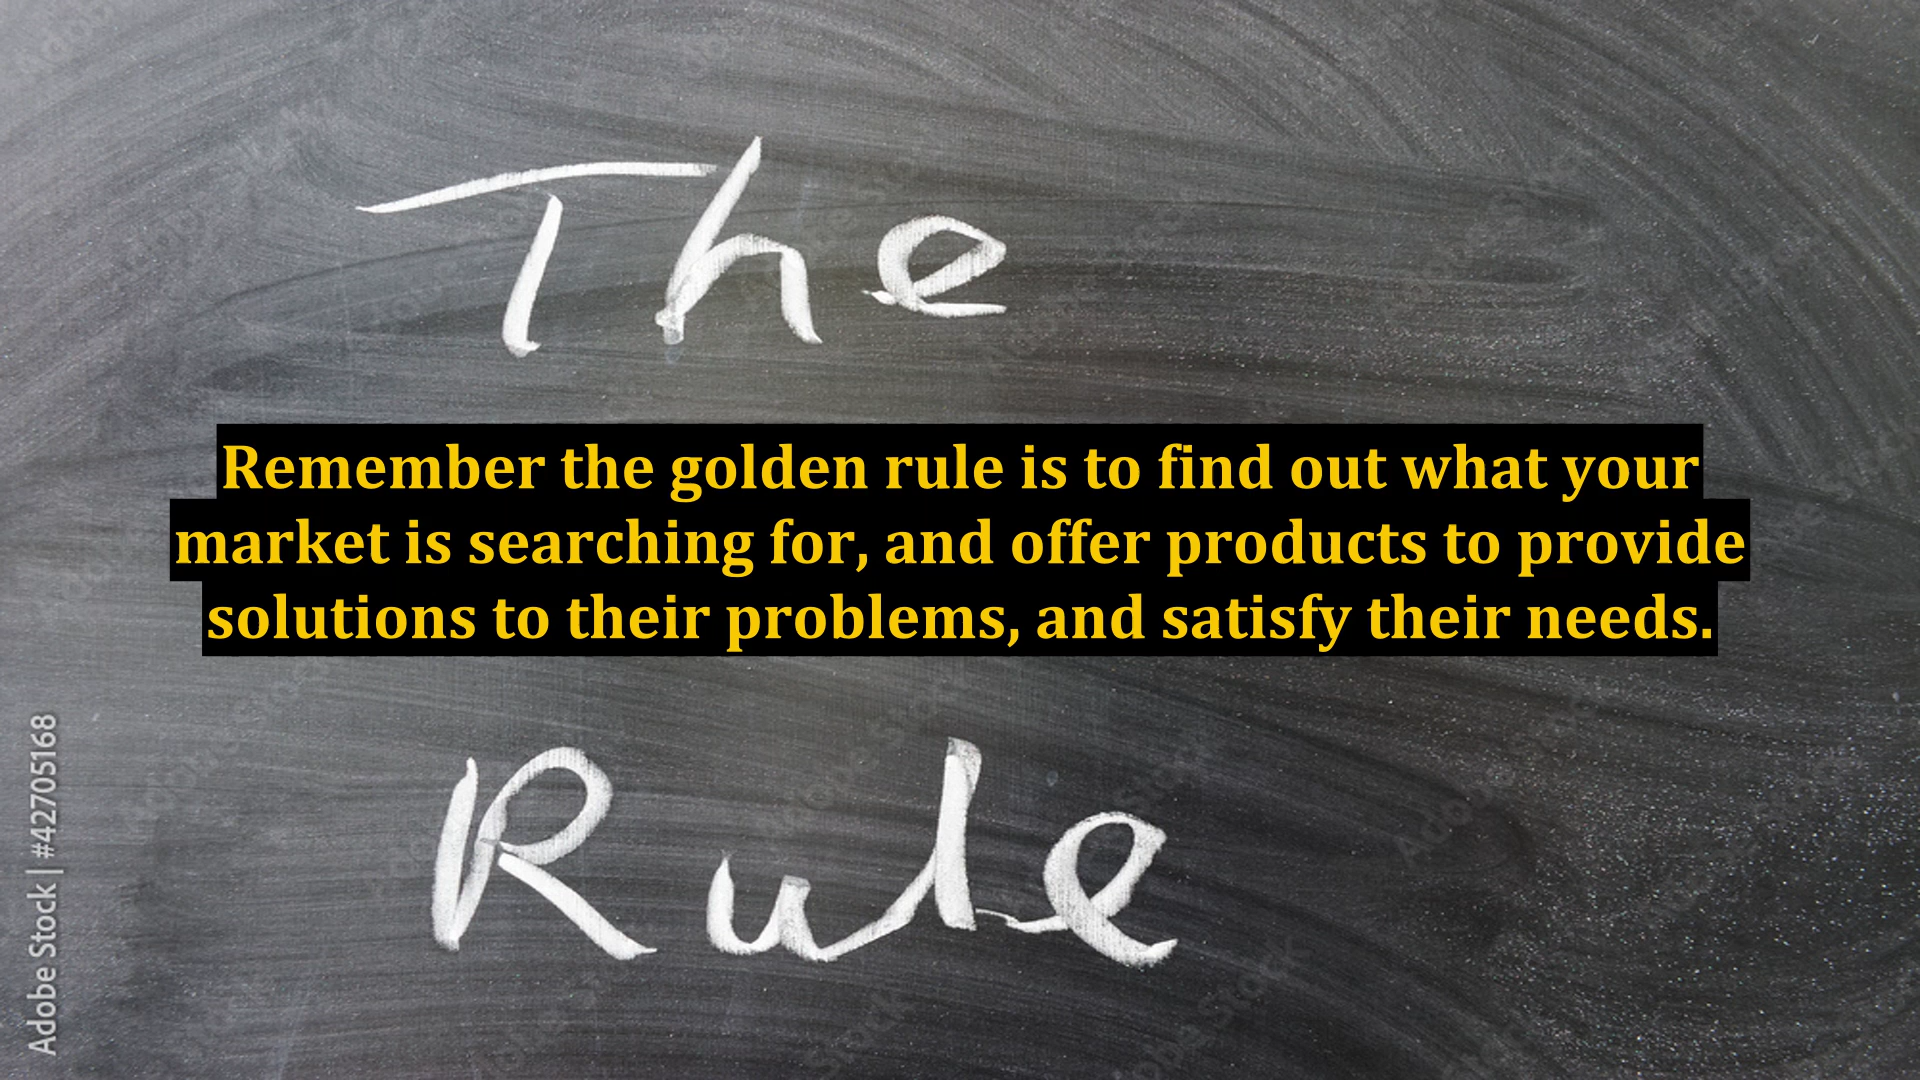 The
Remember the golden rule is to find out what your
market is searching for, and offer products to provide
solutions to their problems, and satisfy their needs.
Rule
Adobe Stock | #42705168